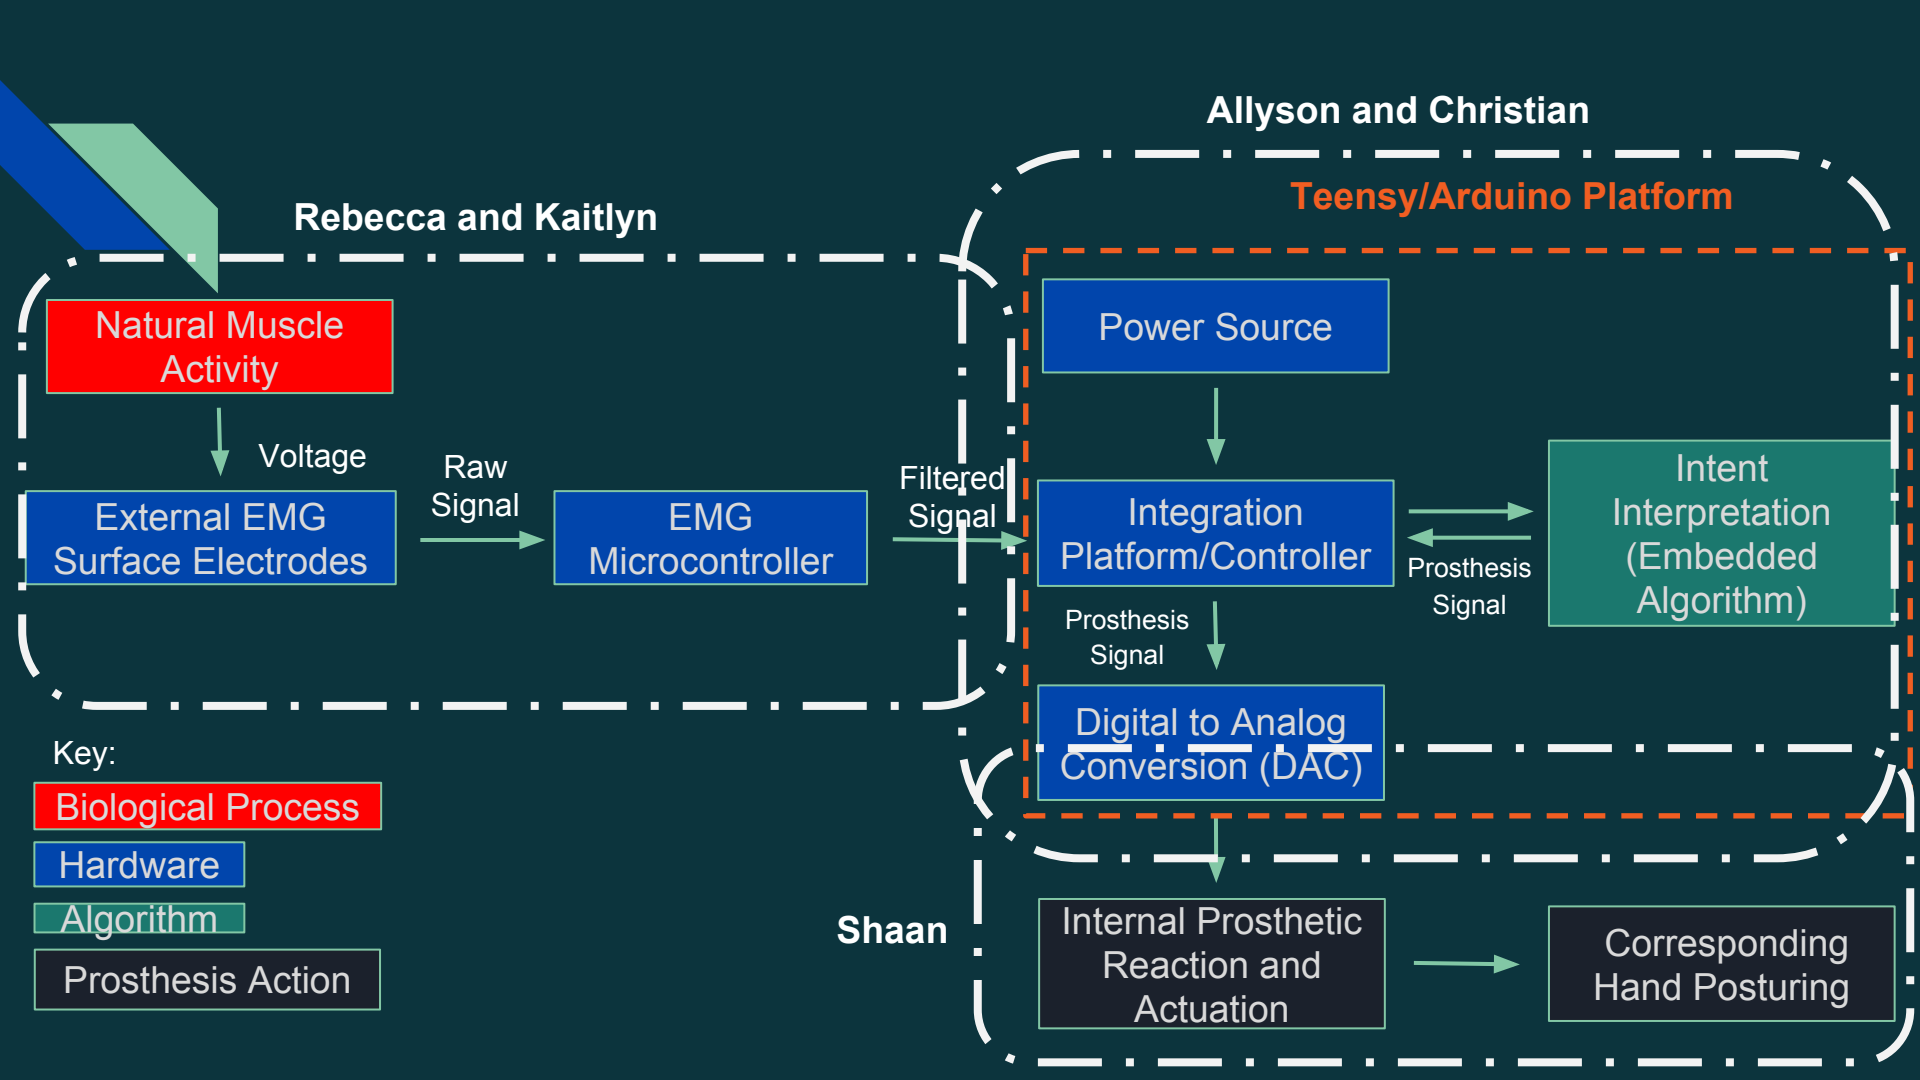 Allyson and Christian
Teensy/Arduino Platform
Rebecca and Kaitlyn
Natural Muscle
Activity
Voltage
External EMG
Surface Electrodes
Raw
Signal
EMG
Microcontroller
Filtered
Signal
Power Source
Integration
Platform/Controller
Prosthesis
Signal
Intent
Interpretation
(Embedded
Algorithm)
Prosthesis
Signal
Digital to Analog
Conversion (DAC)
Key:
Biological Process
Hardware
Algorithm
Prosthesis Action
Shaan
Internal Prosthetic
Reaction and
Actuation
Corresponding
Hand Posturing